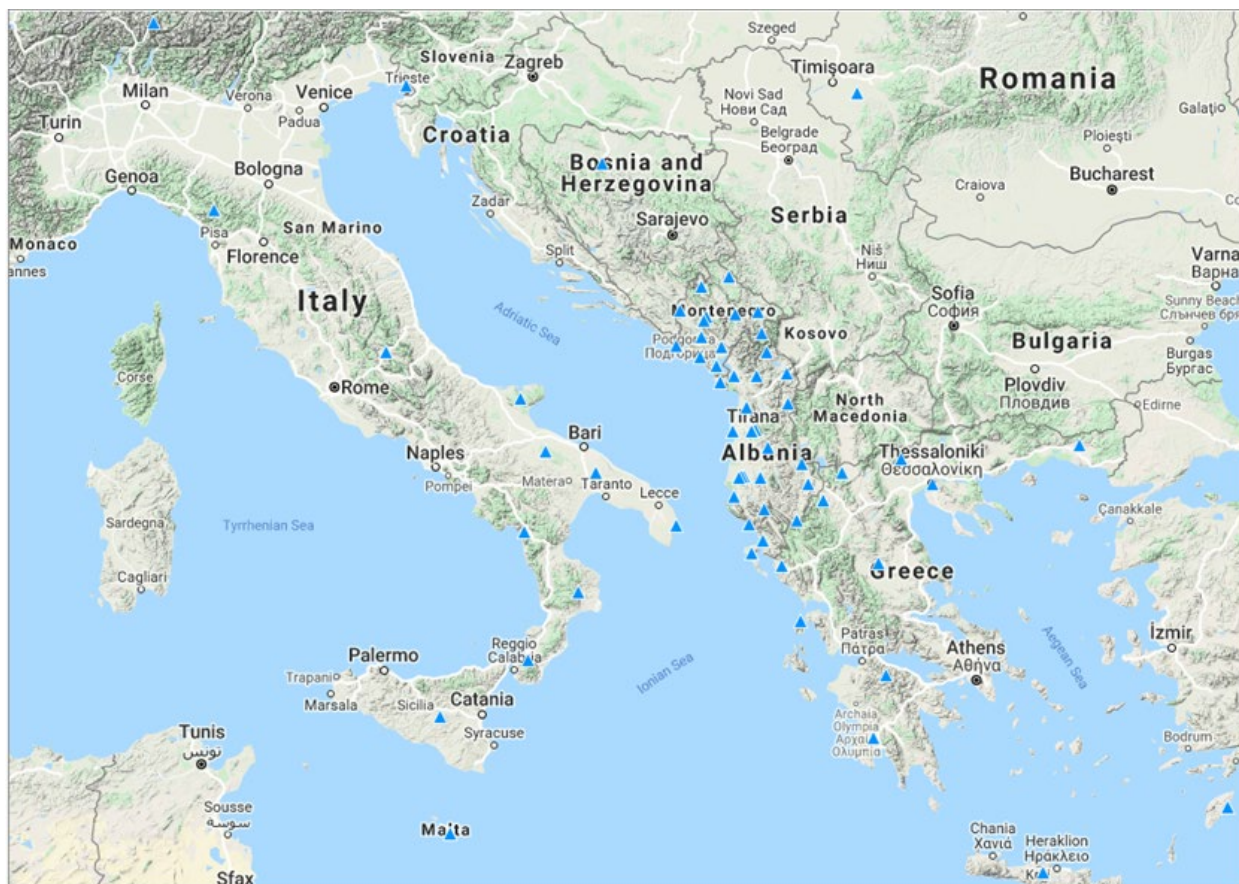 Szeged
Slovenia
Zagreb
Timișoara
Romania
Milan
Verona
Venice
Trieste
Novi Sad
Нови Сад
Padua
Galați
Turin
Croatia
Belgrade
Београд
Ploiești
Bologna
Bosnia and
Herzegovina
Genoa
Craiova
Bucharest
Zadar
Sarajevo
Serbia
San Marino
Pisa
Monaco
Florence
Split
Niš
Ниш
Varna
Варна
Italy
Sofia
София
Sunny Beach
Adriatic Sea
Montenegro
Kosovo
Подгорица
Bulgaria
Burgas
Бургас
Corse
Rome
Plovdiv
Пловдив
North
Macedonia
Edirne
Tirana
Bari
Naples
Albania
Thessaloniki
Θεσσαλονίκη
Pompei
Matera
Taranto
Lecce
Sardegna
Tyrrhenian Sea
Çanakkale
Cagliari
Greece
Aegean Sea
İzmir
Patras
Πάτρα
Reggio
Calabria
Athens
Αθήνα
Palermo
Ionian Sea
Trapani
Marsala
Sicilia
Catania
Archaia
Olympia
Αρχαία
Ολυμπία
Syracuse
Tunis
تونس
Bodrum
Sousse
سوسة
Malta
Chania
Χανιά
Heraklion
Ηράκλειο
Sfax